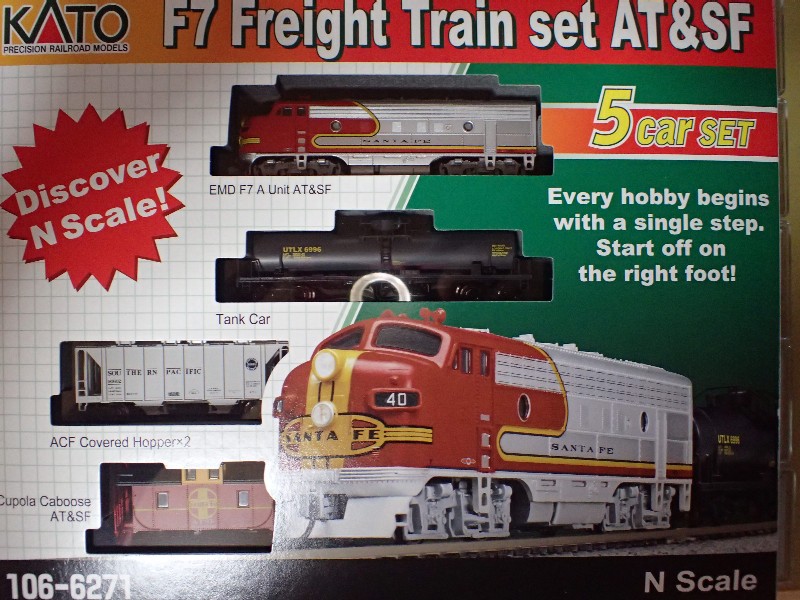 KATO
PRECISION RAILROAD MODELS
F7 Freight Train set AT&SF
5 car SET
Discover
N Scale!
SANTA FE
EMD F7 A Unit AT&SF
Every hobby begins
with a single step.
Start off on
the right foot!
UTLX 6996
Tank Car
SOUTHERN PACIFIC
ACF Covered Hopper×2
40
SANTA FE
SANTA FE
UTLX 6996
Cupola Caboose
AT&SF
106-6271
N Scale